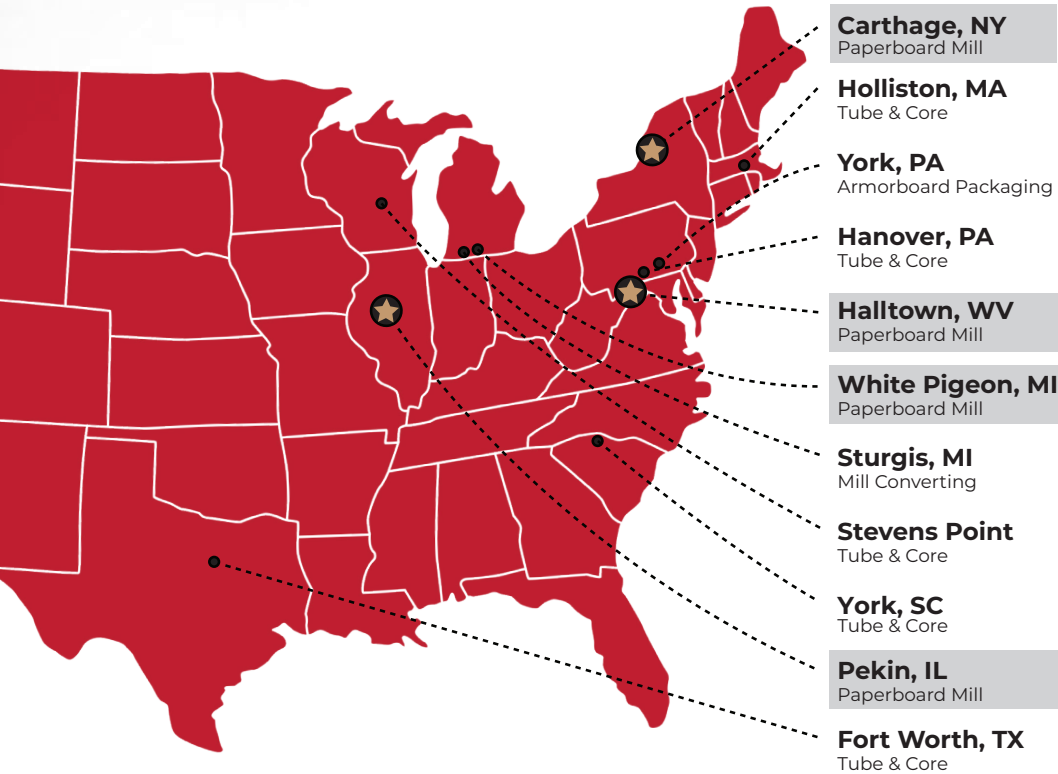 Carthage, NY
Paperboard Mill
Holliston, MA
Tube & Core
York, PA
Armorboard Packaging
Hanover, PA
Tube & Core
Halltown, WV
Paperboard Mill
White Pigeon, MI
Paperboard Mill
Sturgis, MI
Mill Converting
Stevens Point
Tube & Core
York, SC
Tube & Core
Pekin, IL
Paperboard Mill
Fort Worth, TX
Tube & Core